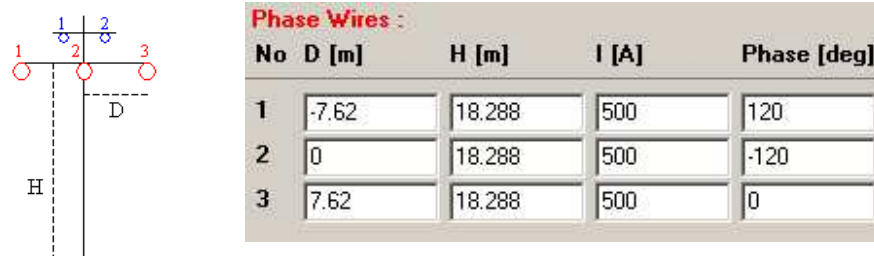 1 2
1 2 3
D
H
Phase Wires :
No D [m] H [m] I [A] Phase [deg]
1 -7.62 18.288 500 120
2 0 18.288 500 -120
3 7.62 18.288 500 0